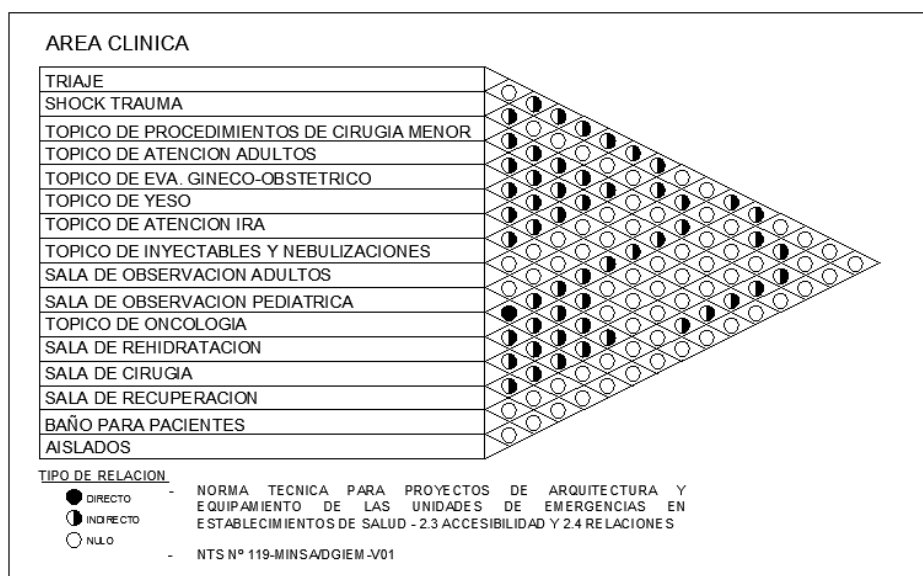 AREA CLINICA
TRIAJE
SHOCK TRAUMA
TOPICO DE PROCEDIMIENTOS DE CIRUGIA MENOR
TOPICO DE ATENCION ADULTOS
TOPICO DE EVA. GINECO-OBSTETRICO
TOPICO DE YESO
TOPICO DE ATENCION IRA
TOPICO DE INYECTABLES Y NEBULIZACIONES
SALA DE OBSERVACION ADULTOS
SALA DE OBSERVACION PEDIATRICA
TOPICO DE ONCOLOGIA
SALA DE REHIDRATACION
SALA DE CIRUGIA
SALA DE RECUPERACION
BAÑO PARA PACIENTES
AISLADOS
TIPO DE RELACION
DIRECTO
INDIRECTO
NULO
- NORMA TECNICA PARA PROYECTOS DE ARQUITECTURA Y
EQUIPAMIENTO DE LAS UNIDADES DE EMERGENCIAS EN
ESTABLECIMIENTOS DE SALUD - 2.3 ACCESIBILIDAD Y 2.4 RELACIONES
- NTS Nº 119-MINSA/DGIEM-V01